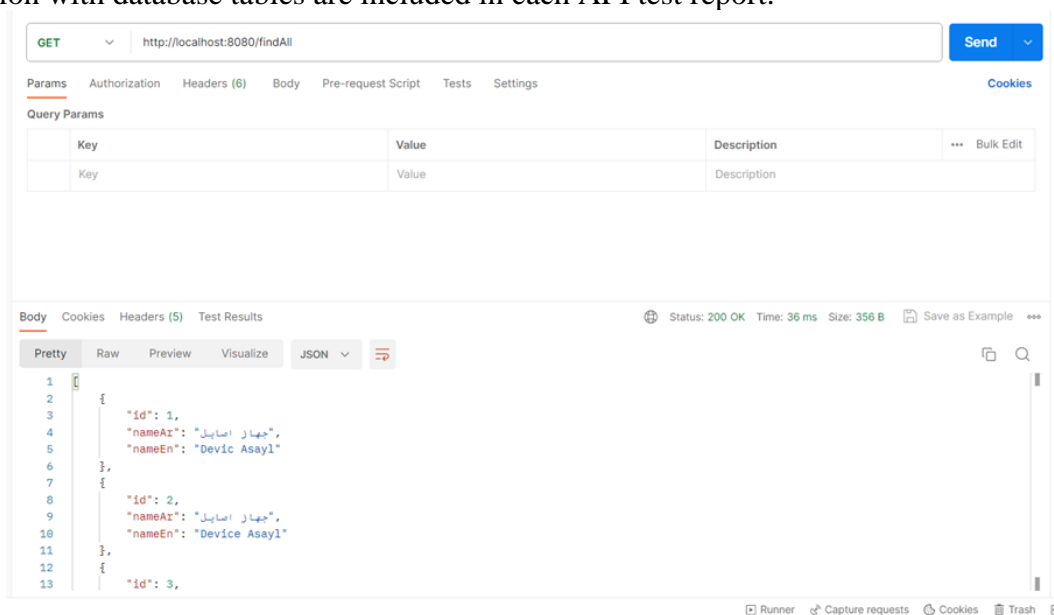 ion with database tables are included in each API test report.
GET http://localhost:8080/findAll Send
Params Authorization Headers (6) Body Pre-request Script Tests Settings Cookies
Query Params
Key Value Description ••• Bulk Edit
Key Value Description
Body Cookies Headers (5) Test Results Status: 200 OK Time: 36 ms Size: 356 B Save as Example
Pretty Raw Preview Visualize JSON
1 [
2 {
3 "id": 1,
4 "nameAr": "جهاز اصايل",
5 "nameEn": "Devic Asayl"
6 },
7 {
8 "id": 2,
9 "nameAr": "جهاز اصايل",
10 "nameEn": "Device Asayl"
11 },
12 {
13 "id": 3,
Runner Capture requests Cookies Trash